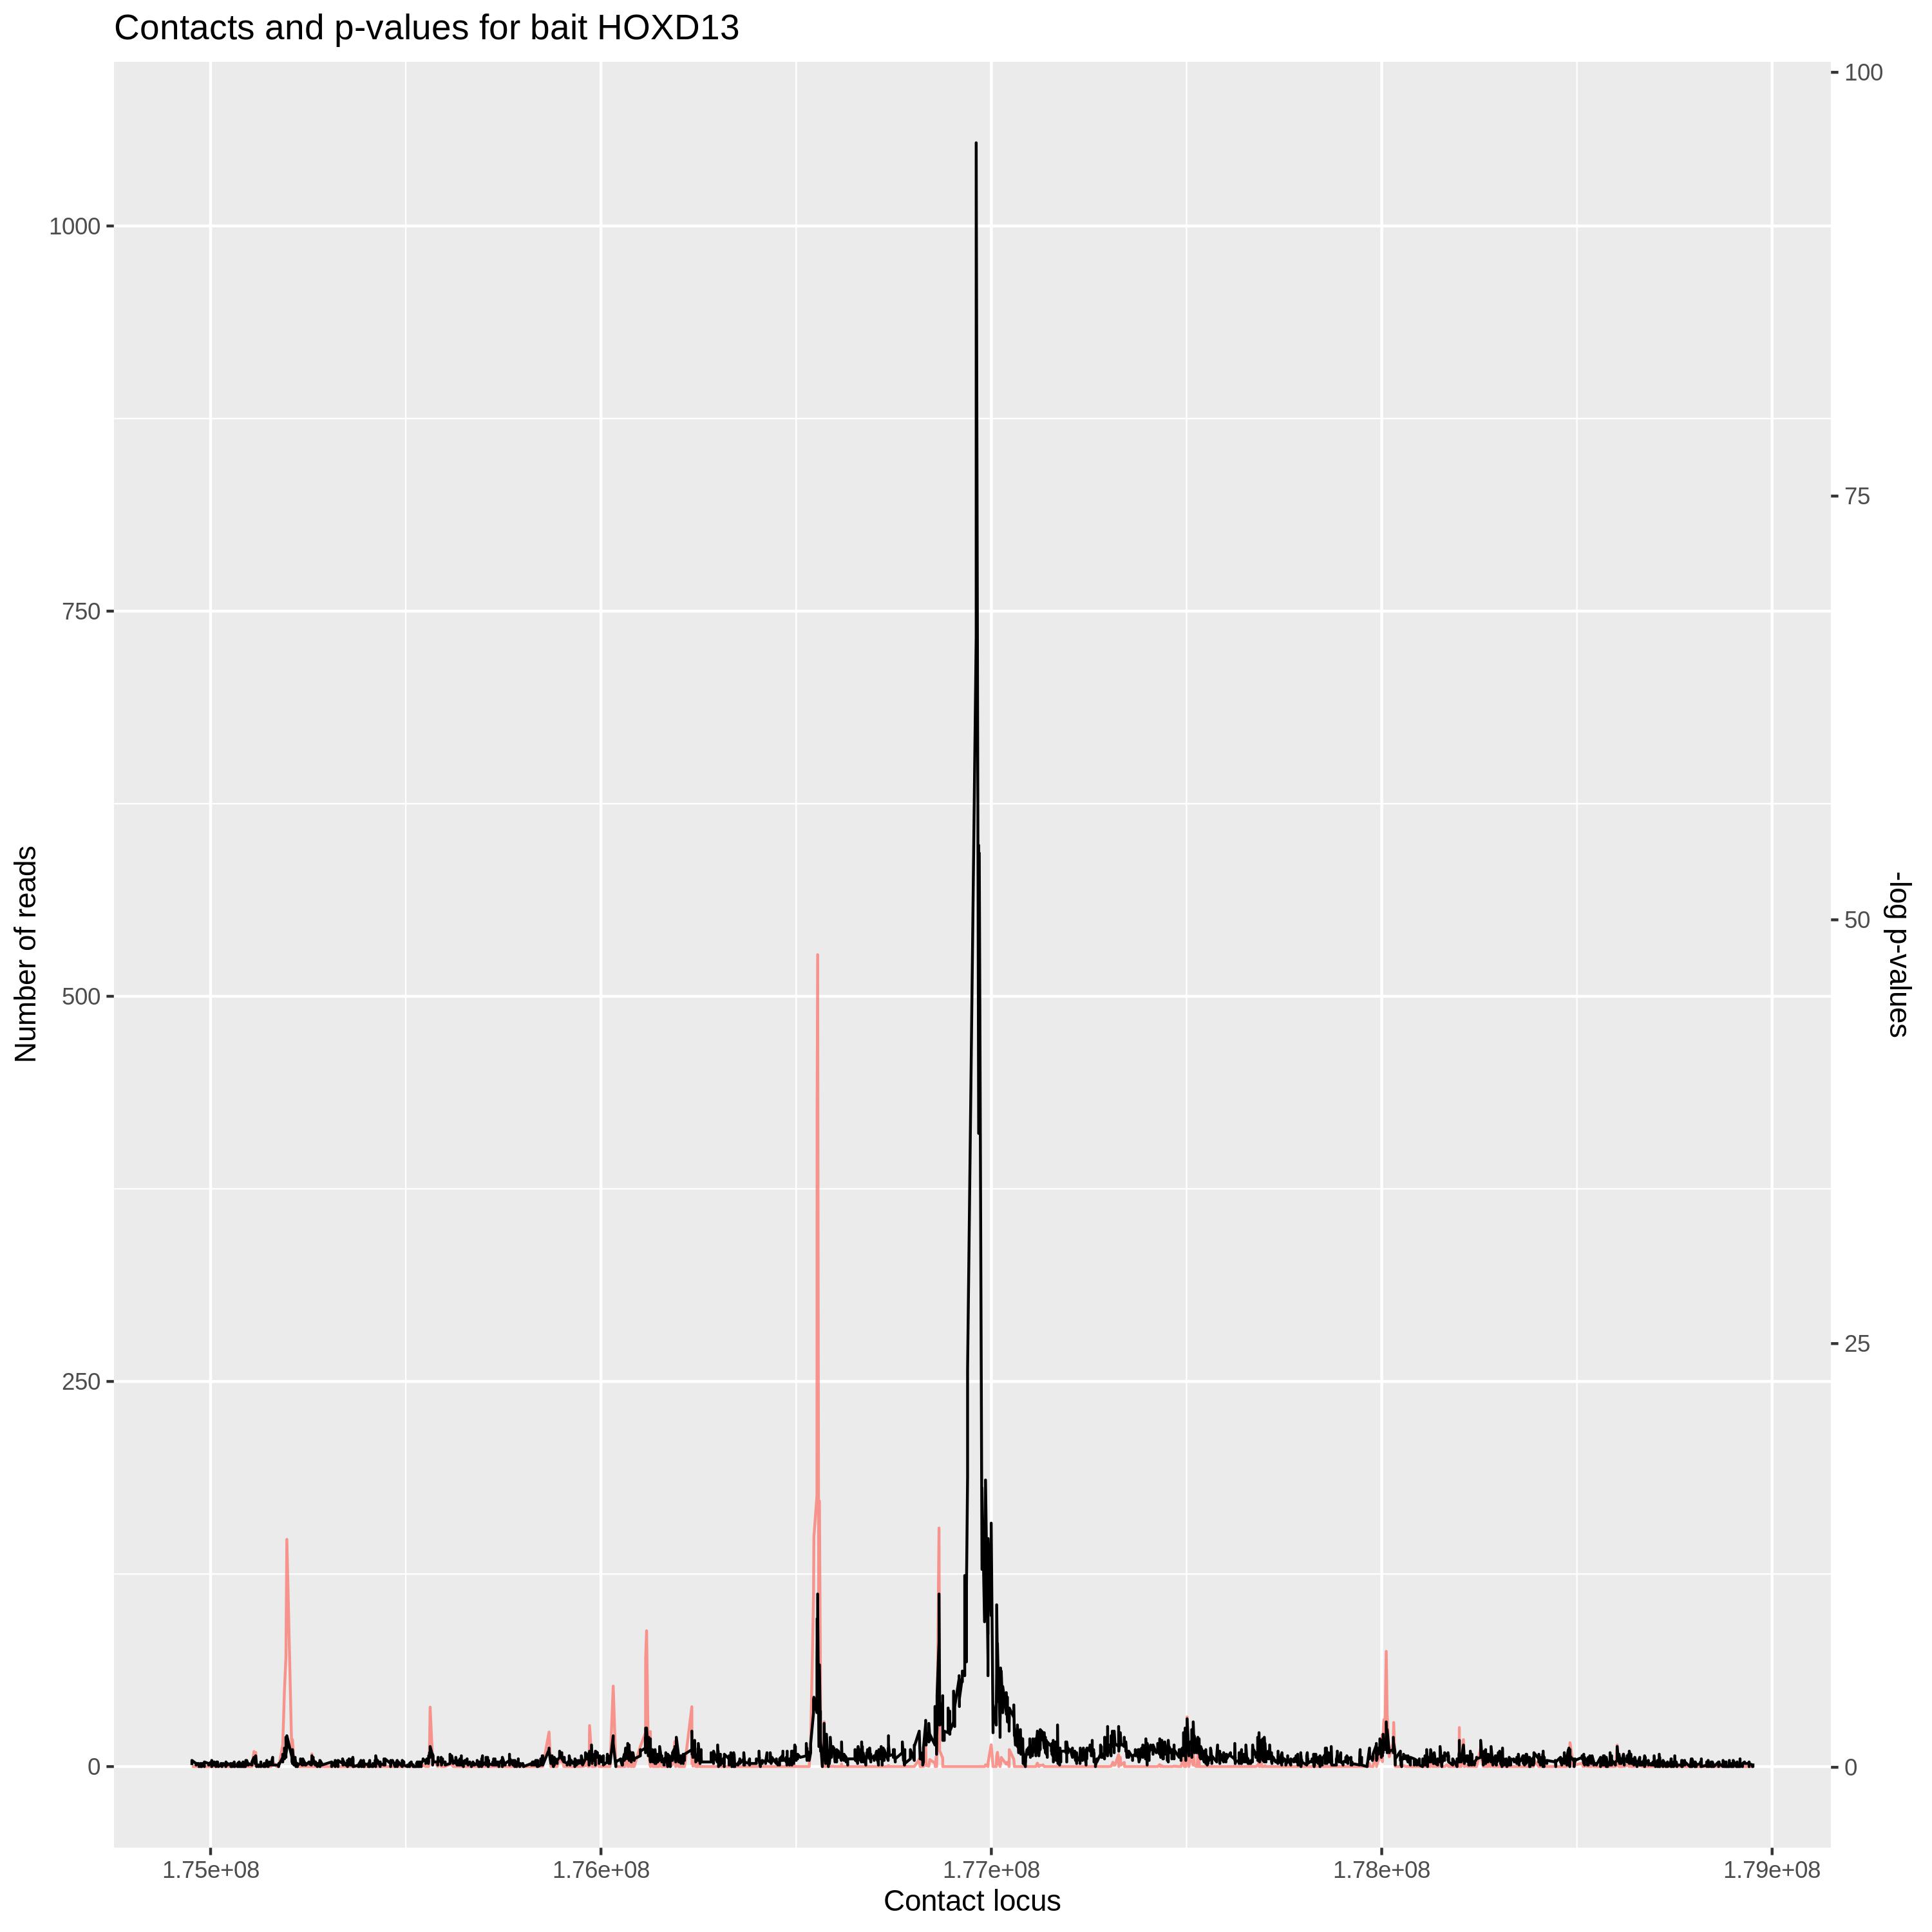 Contacts and p-values for bait HOXD13
100
1000
75
750
50
500
25
250
0
0
Number of reads
-log p-values
1.75e+08
1.76e+08
1.77e+08
1.78e+08
1.79e+08
Contact locus